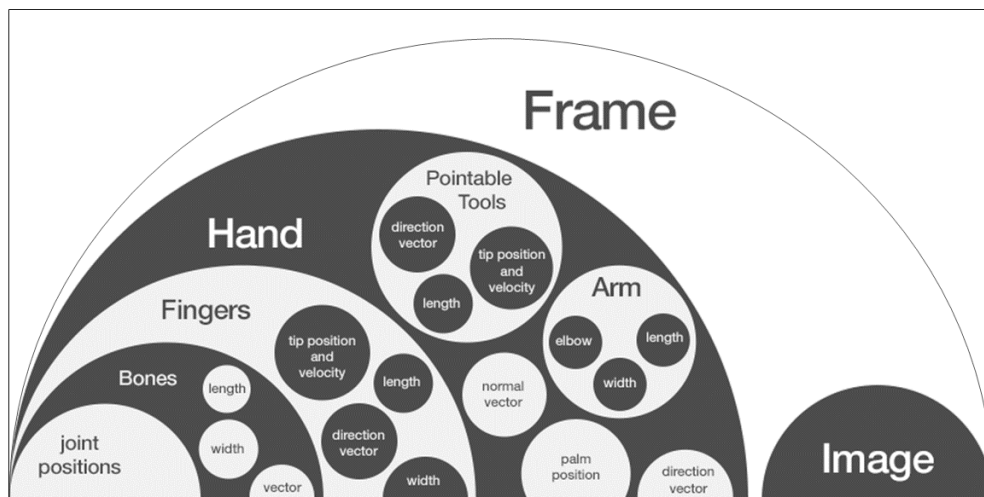 Frame
Pointable
Tools
direction
vector
tip position
and
velocity
length
Hand
Arm
elbow
length
width
Fingers
tip position
and
velocity
length
direction
vector
width
normal
vector
palm
position
direction
vector
Bones
length
width
vector
joint
positions
Image